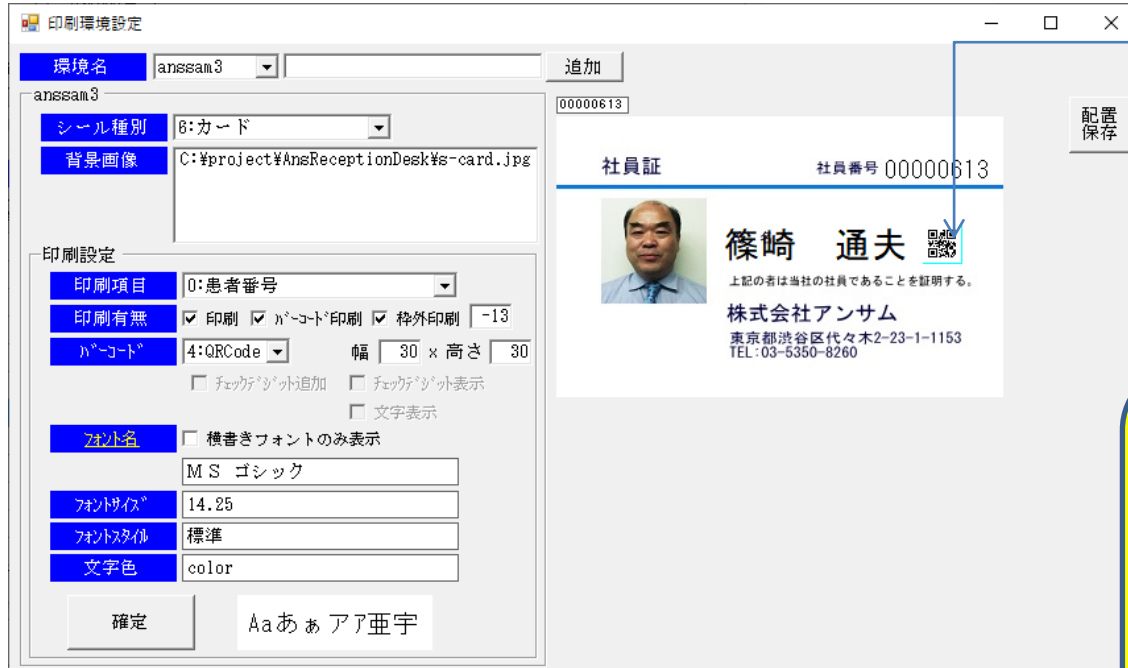 印刷環境設定
環境名 anssam3 追加
anssam3
シール種別 6:カード
背景画像 C:¥project¥AnsReceptionDesk¥s-card.jpg
印刷設定
印刷項目 0:患者番号
印刷有無 印刷 ﾊﾞｰｺｰﾄﾞ印刷 枠外印刷 -13
ﾊﾞｰｺｰﾄﾞ 4:QRCode 幅 30 x 高さ 30
ﾁｪｯｸﾃﾞｼﾞｯﾄ追加 ﾁｪｯｸﾃﾞｼﾞｯﾄ表示
文字表示
ﾌｫﾝﾄ名 横書きフォントのみ表示
ＭＳ ゴシック
ﾌｫﾝﾄｻｲｽﾞ 14.25
ﾌｫﾝﾄｽﾀｲﾙ 標準
文字色 color
確定 Aaあぁアァ亜宇
00000613
配置
保存
社員証 社員番号 00000613
篠崎 通夫
上記の者は当社の社員であることを証明する。
株式会社アンサム
東京都渋谷区代々木2-23-1-1153
TEL:03-5350-8260